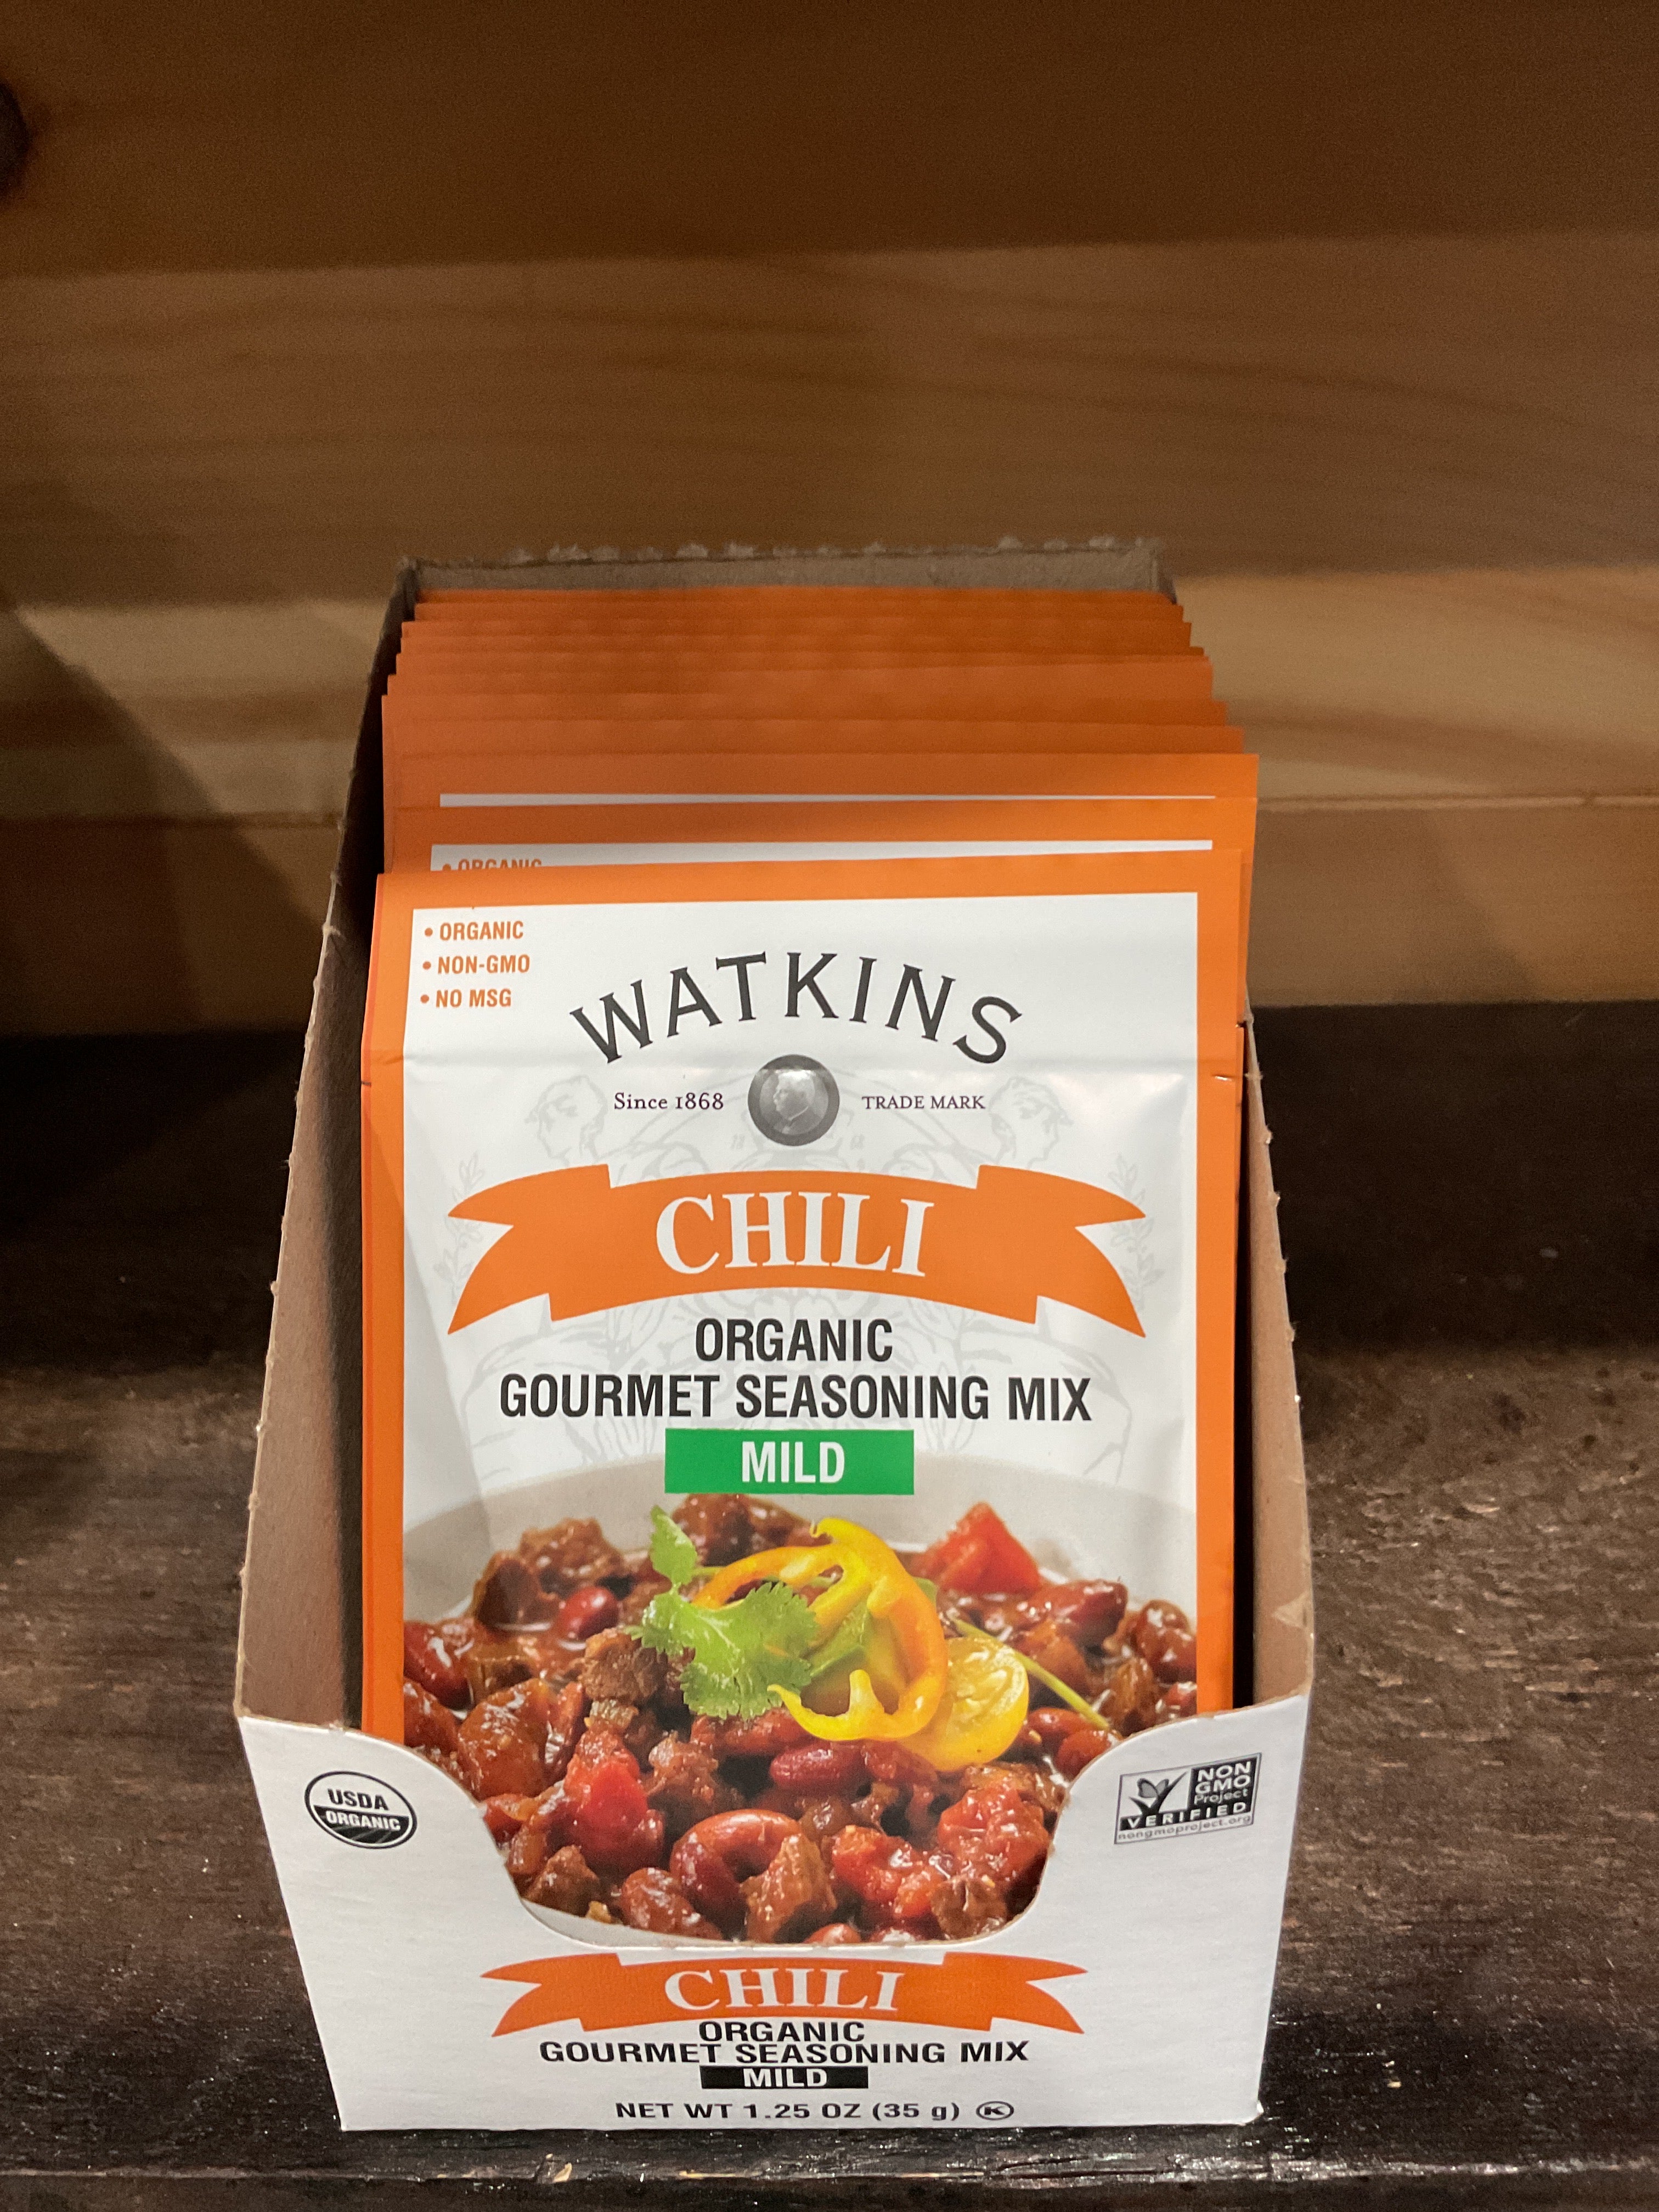 • ORGANIC
• ORGANIC
• NON-GMO
• NO MSG
WATKINS
Since 1868 TRADE MARK
CHILI
ORGANIC
GOURMET SEASONING MIX
MILD
USDA
ORGANIC
NON
GMO
Project
VERIFIED
nongmoproject.org
CHILI
ORGANIC
GOURMET SEASONING MIX
MILD
NET WT 1.25 OZ (35 g) K